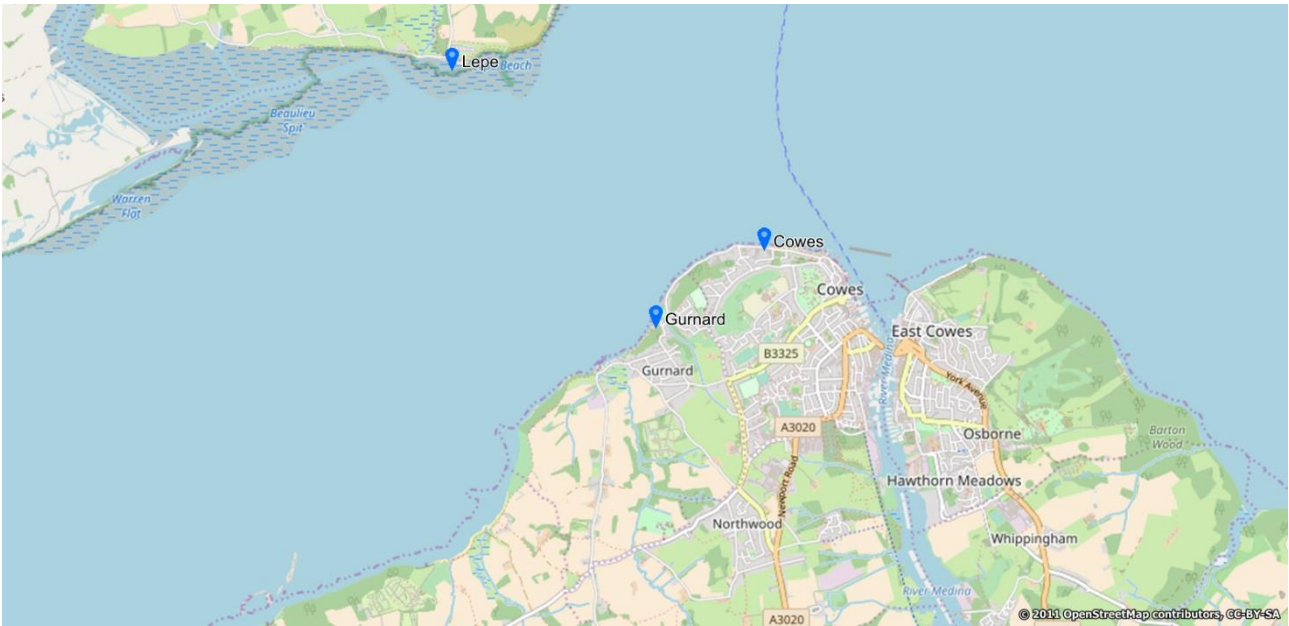 Lepe
Beach
Beaulieu
Spit
Warren
Flat
Cowes
Cowes
Gurnard
East Cowes
B3325
Gurnard
River Medina
York Avenue
A3020
Osborne
Barton
Wood
Newport Road
Hawthorn Meadows
Northwood
Whippingham
River Medina
A3020
© 2011 OpenStreetMap contributors, CC-BY-SA